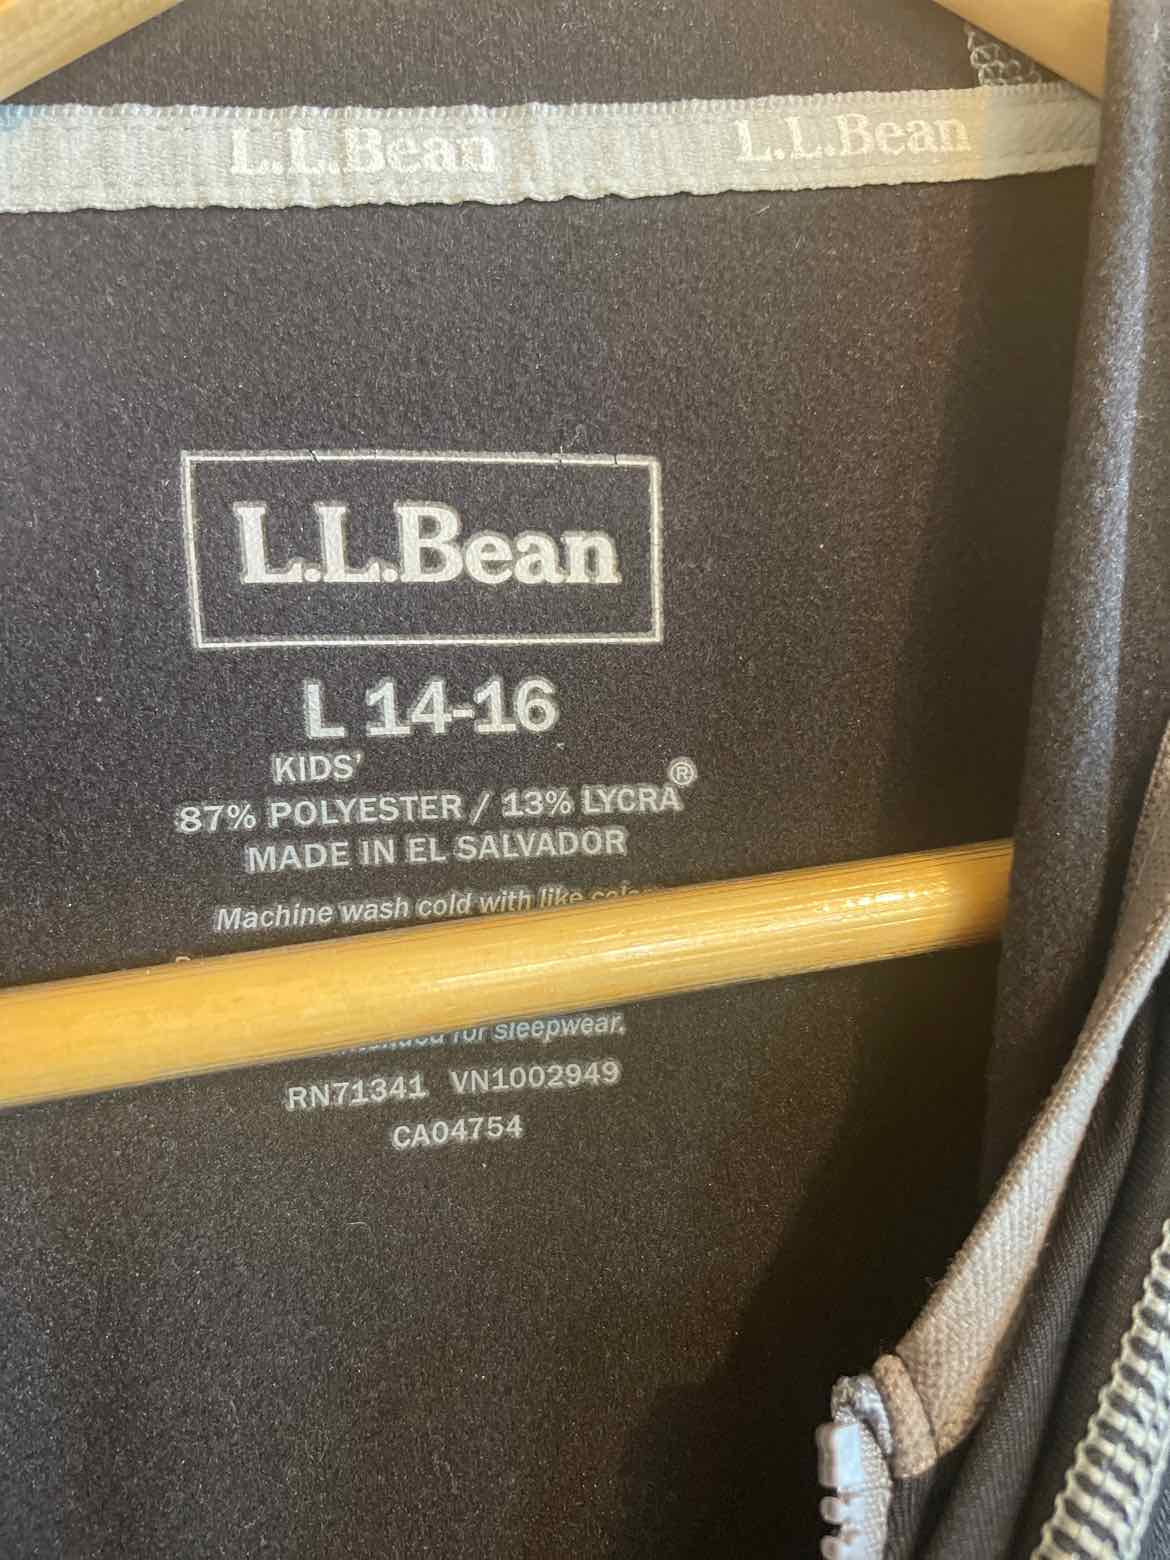 L.L.Bean L.L.Bean
L.L.Bean
L 14-16
KIDS'
87% POLYESTER / 13% LYCRA®
MADE IN EL SALVADOR
Machine wash cold with like
for sleepwear.
RN71341 VN1002949
CA04754